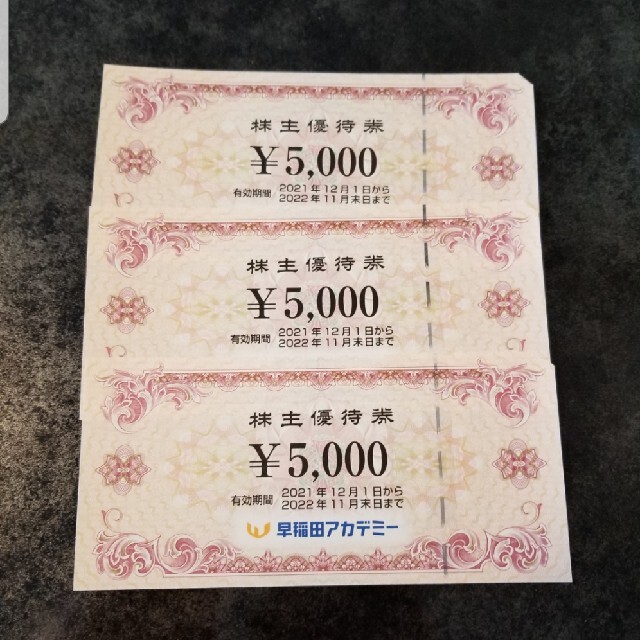 株主優待券
¥5,000
有効期間 2021年12月1日から
2022年11月末日まで
株主優待券
¥5,000
有効期間 2021年12月1日から
2022年11月末日まで
株主優待券
¥5,000
有効期間 2021年12月1日から
2022年11月末日まで
早稲田アカデミー